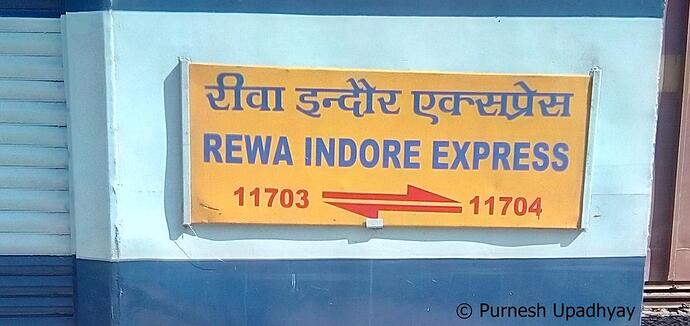 रीवा इन्दौर एक्सप्रेस
REWA INDORE EXPRESS
11703 11704
© Purnesh Upadhyay